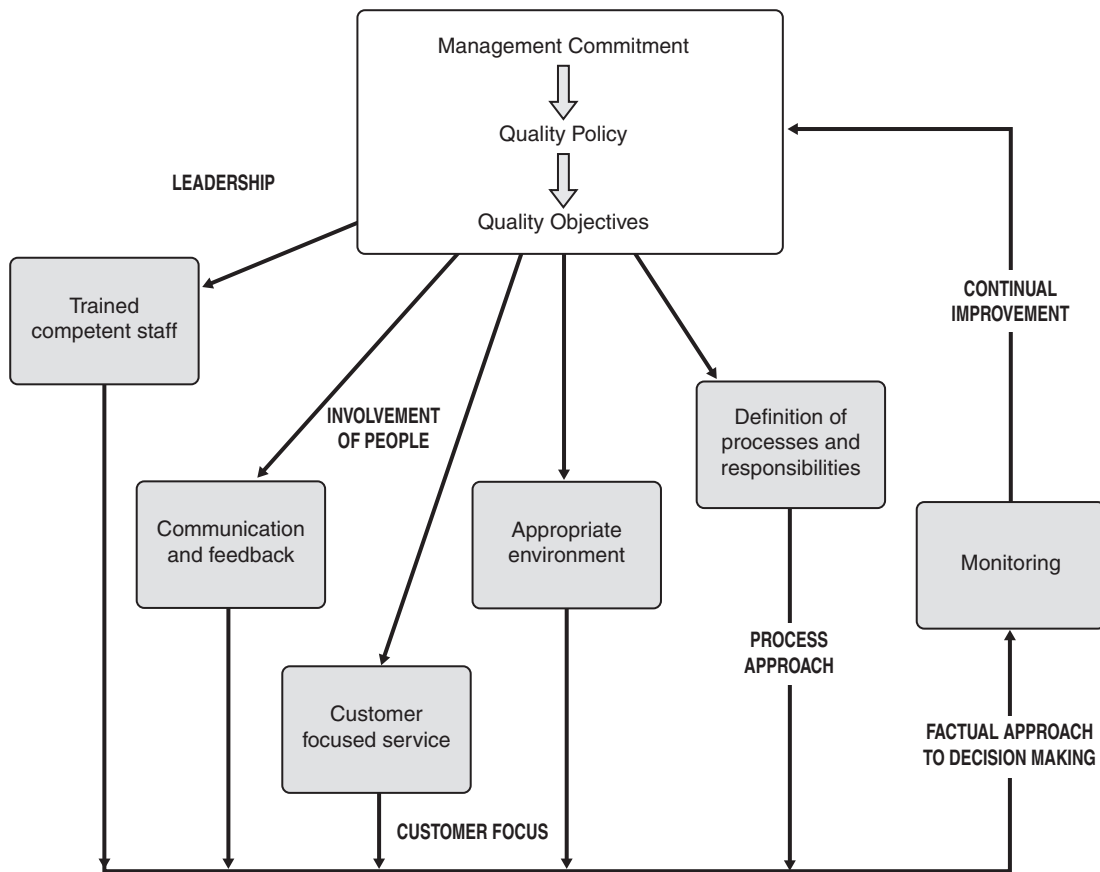 Management Commitment
Quality Policy
LEADERSHIP
Quality Objectives
Trained
competent staff
CONTINUAL
IMPROVEMENT
INVOLVEMENT
OF PEOPLE
Definition of
processes and
responsibilities
Communication
and feedback
Appropriate
environment
Monitoring
PROCESS
APPROACH
Customer
focused service
FACTUAL APPROACH
TO DECISION MAKING
CUSTOMER FOCUS